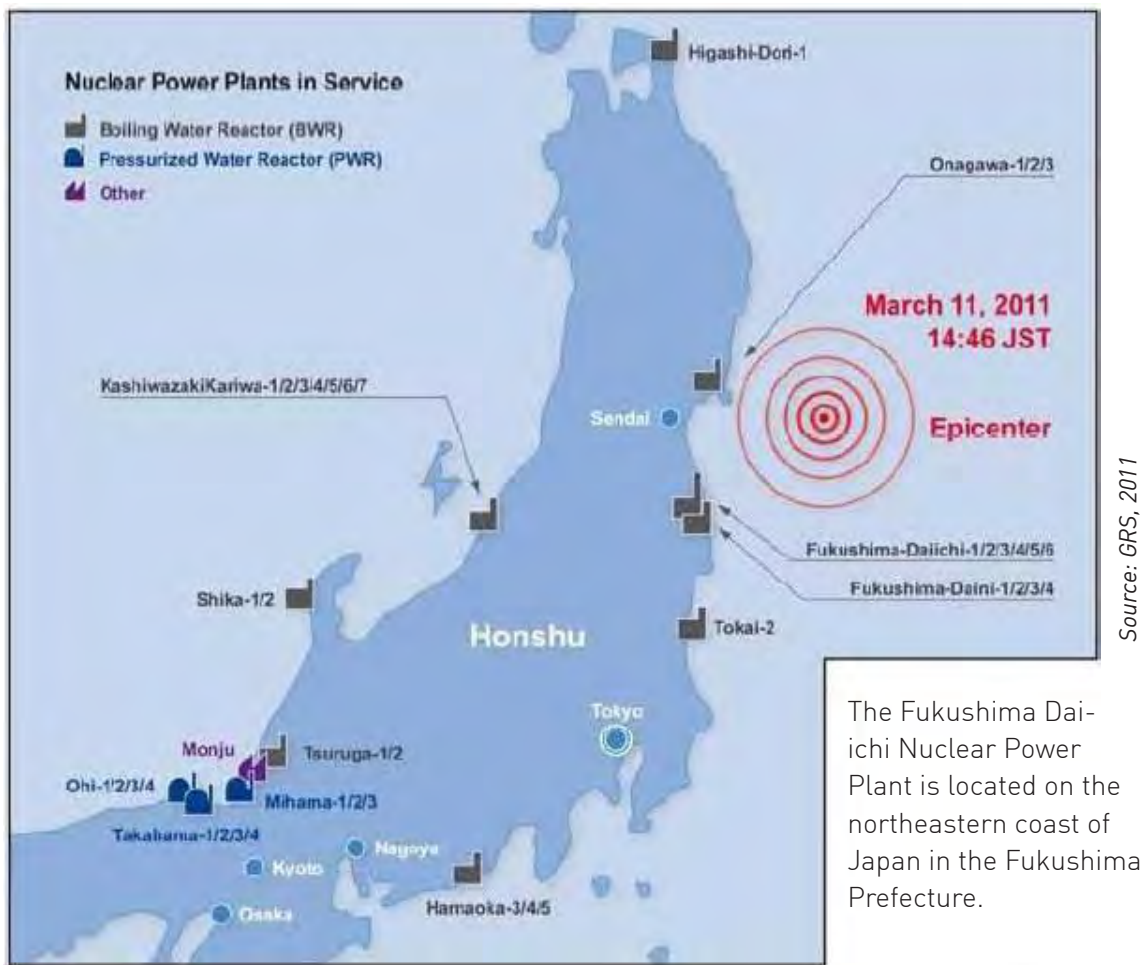 Nuclear Power Plants in Service
Boiling Water Reactor (BWR)
Pressurized Water Reactor (PWR)
Other
Higashi-Dori-1
Onagawa-1/2/3
March 11, 2011
14:46 JST
Epicenter
KashiwazakiKariwa-1/2/3/4/5/6/7
Sendai
Fukushima-Daiichi-1/2/3/4/5/6
Fukushima-Daini-1/2/3/4
Shika-1/2
Honshu
Tokai-2
Tokyo
Monju
Tsuruga-1/2
Ohi-1/2/3/4
Mihama-1/2/3
Takahama-1/2/3/4
Nagoya
Kyoto
Hamaoka-3/4/5
Osaka
Source: GRS, 2011
The Fukushima Dai-
ichi Nuclear Power
Plant is located on the
northeastern coast of
Japan in the Fukushima
Prefecture.